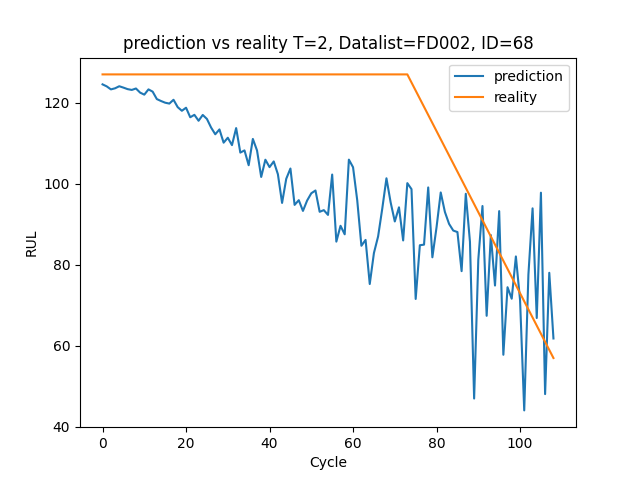 prediction vs reality T=2, Datalist=FD002, ID=68
prediction
reality
RUL
120
100
80
60
40
0 20 40 60 80 100
Cycle